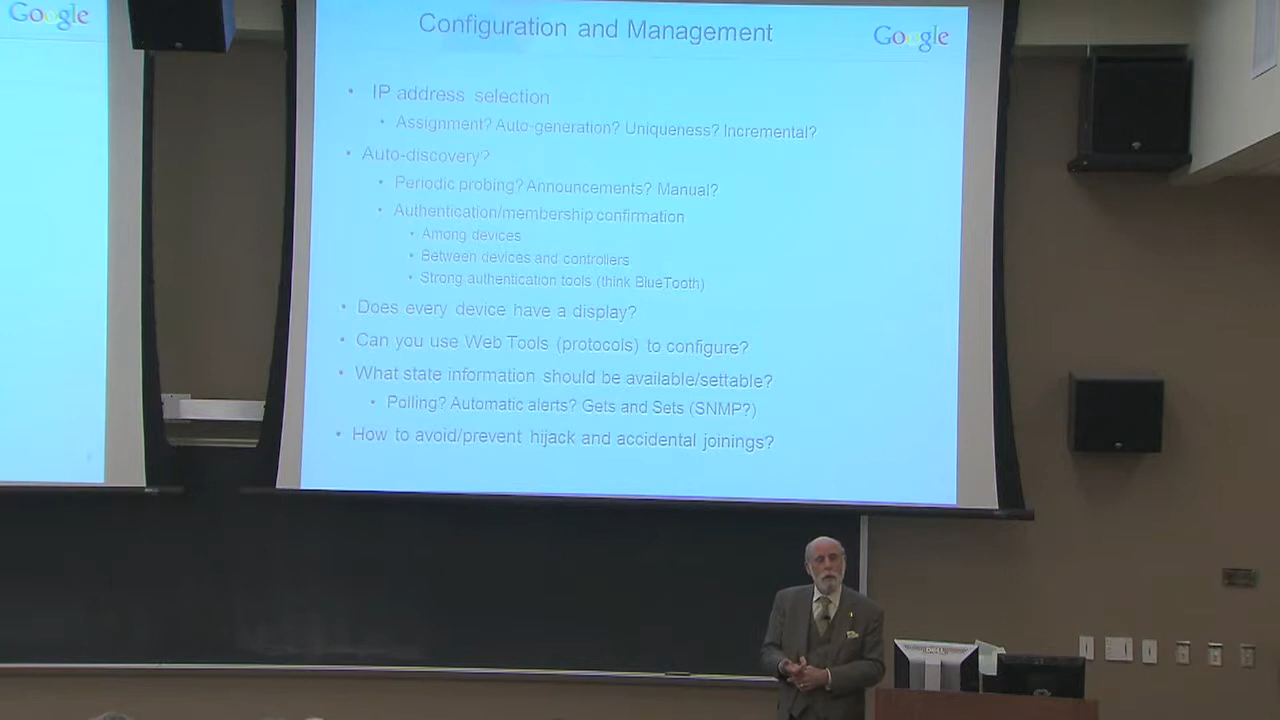 Google
Configuration and Management
Google
• IP address selection
• Assignment? Auto-generation? Uniqueness? Incremental?
• Auto-discovery?
• Periodic probing? Announcements? Manual?
• Authentication/membership confirmation
• Among devices
• Between devices and controllers
• Strong authentication tools (think BlueTooth)
• Does every device have a display?
• Can you use Web Tools (protocols) to configure?
• What state information should be available/settable?
• Polling? Automatic alerts? Gets and Sets (SNMP?)
• How to avoid/prevent hijack and accidental joinings?
DELL